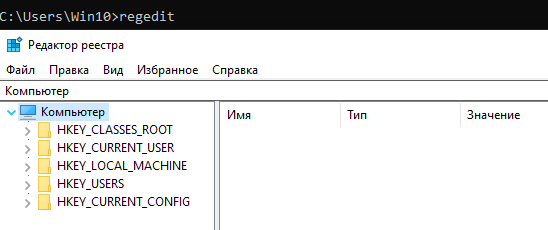 C:\Users\Win10>regedit
Редактор реестра
Файл Правка Вид Избранное Справка
Компьютер
Компьютер
HKEY_CLASSES_ROOT
HKEY_CURRENT_USER
HKEY_LOCAL_MACHINE
HKEY_USERS
HKEY_CURRENT_CONFIG
Имя Тип Значение